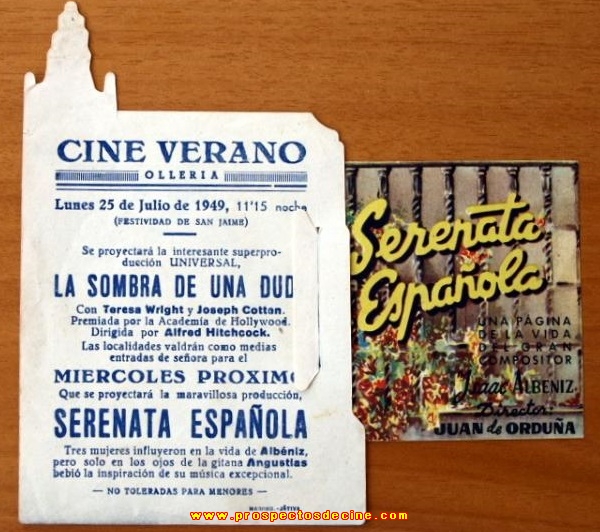 CINE VERANO
OLLERIA
Lunes 25 de Julio de 1949, 11'15 noche
(FESTIVIDAD DE SAN JAIME)
Se proyectará la interesante superpro-
ducción UNIVERSAL,
LA SOMBRA DE UNA DUD
Con Teresa Wright y Joseph Cotton.
Premiada por la Academia de Hollywood.
Dirigida por Alfred Hitchcock.
Las localidades valdrán como medias
entradas de señora para el
MIERCOLES PROXIMO
Que se proyectará la maravillosa producción,
SERENATA ESPAÑOLA
Tres mujeres influyeron en la vida de Albéniz,
pero solo en los ojos de la gitana Angustias
bebió la inspiración de su música excepcional.
— NO TOLERADAS PARA MENORES —
Serenata
Española
UNA PÁGINA
DE LA VIDA
DEL GRAN
COMPOSITOR
Isaac ALBENIZ
Director:
JUAN de ORDUÑA
www.prospectosdecine.com